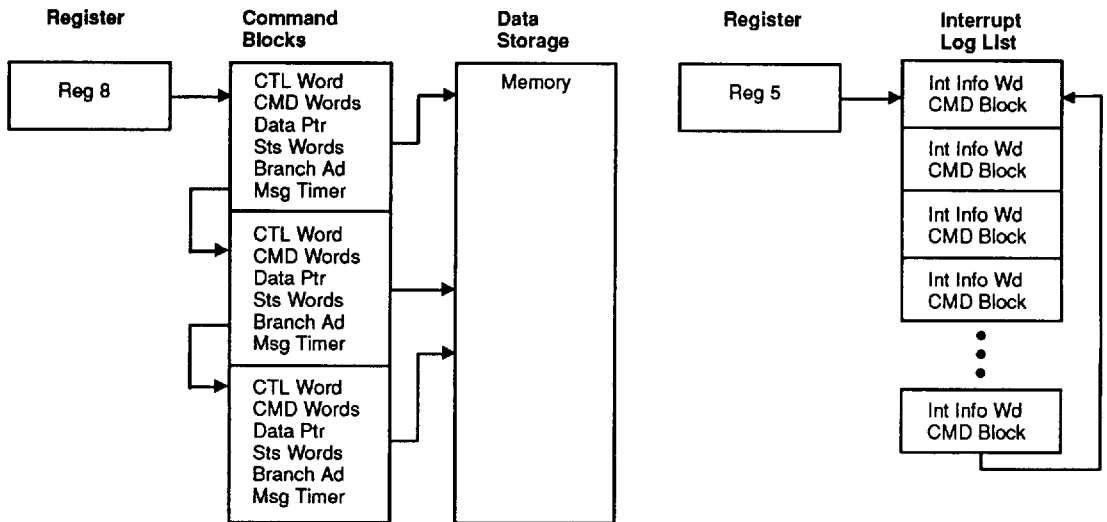 Register
Command
Blocks
Data
Storage
Register
Interrupt
Log List
Reg 8
CTL Word
CMD Words
Data Ptr
Sts Words
Branch Ad
Msg Timer
CTL Word
CMD Words
Data Ptr
Sts Words
Branch Ad
Msg Timer
CTL Word
CMD Words
Data Ptr
Sts Words
Branch Ad
Msg Timer
Memory
Reg 5
Int Info Wd
CMD Block
Int Info Wd
CMD Block
Int Info Wd
CMD Block
Int Info Wd
CMD Block
Int Info Wd
CMD Block